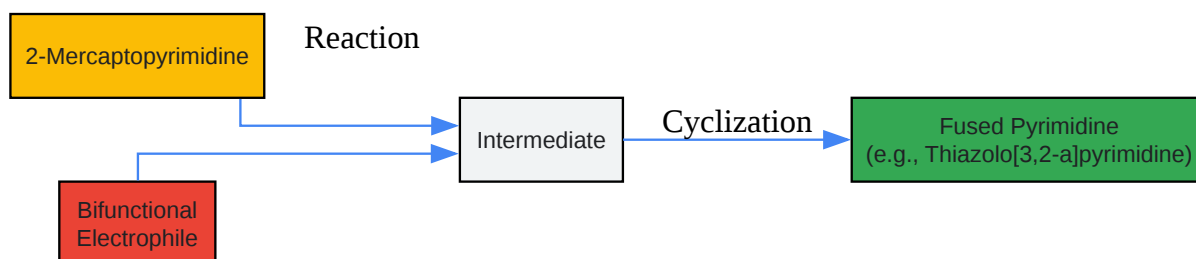 2-Mercaptopyrimidine
Reaction
Intermediate
Cyclization
Fused Pyrimidine
(e.g., Thiazolo[3,2-a]pyrimidine)
Bifunctional
Electrophile